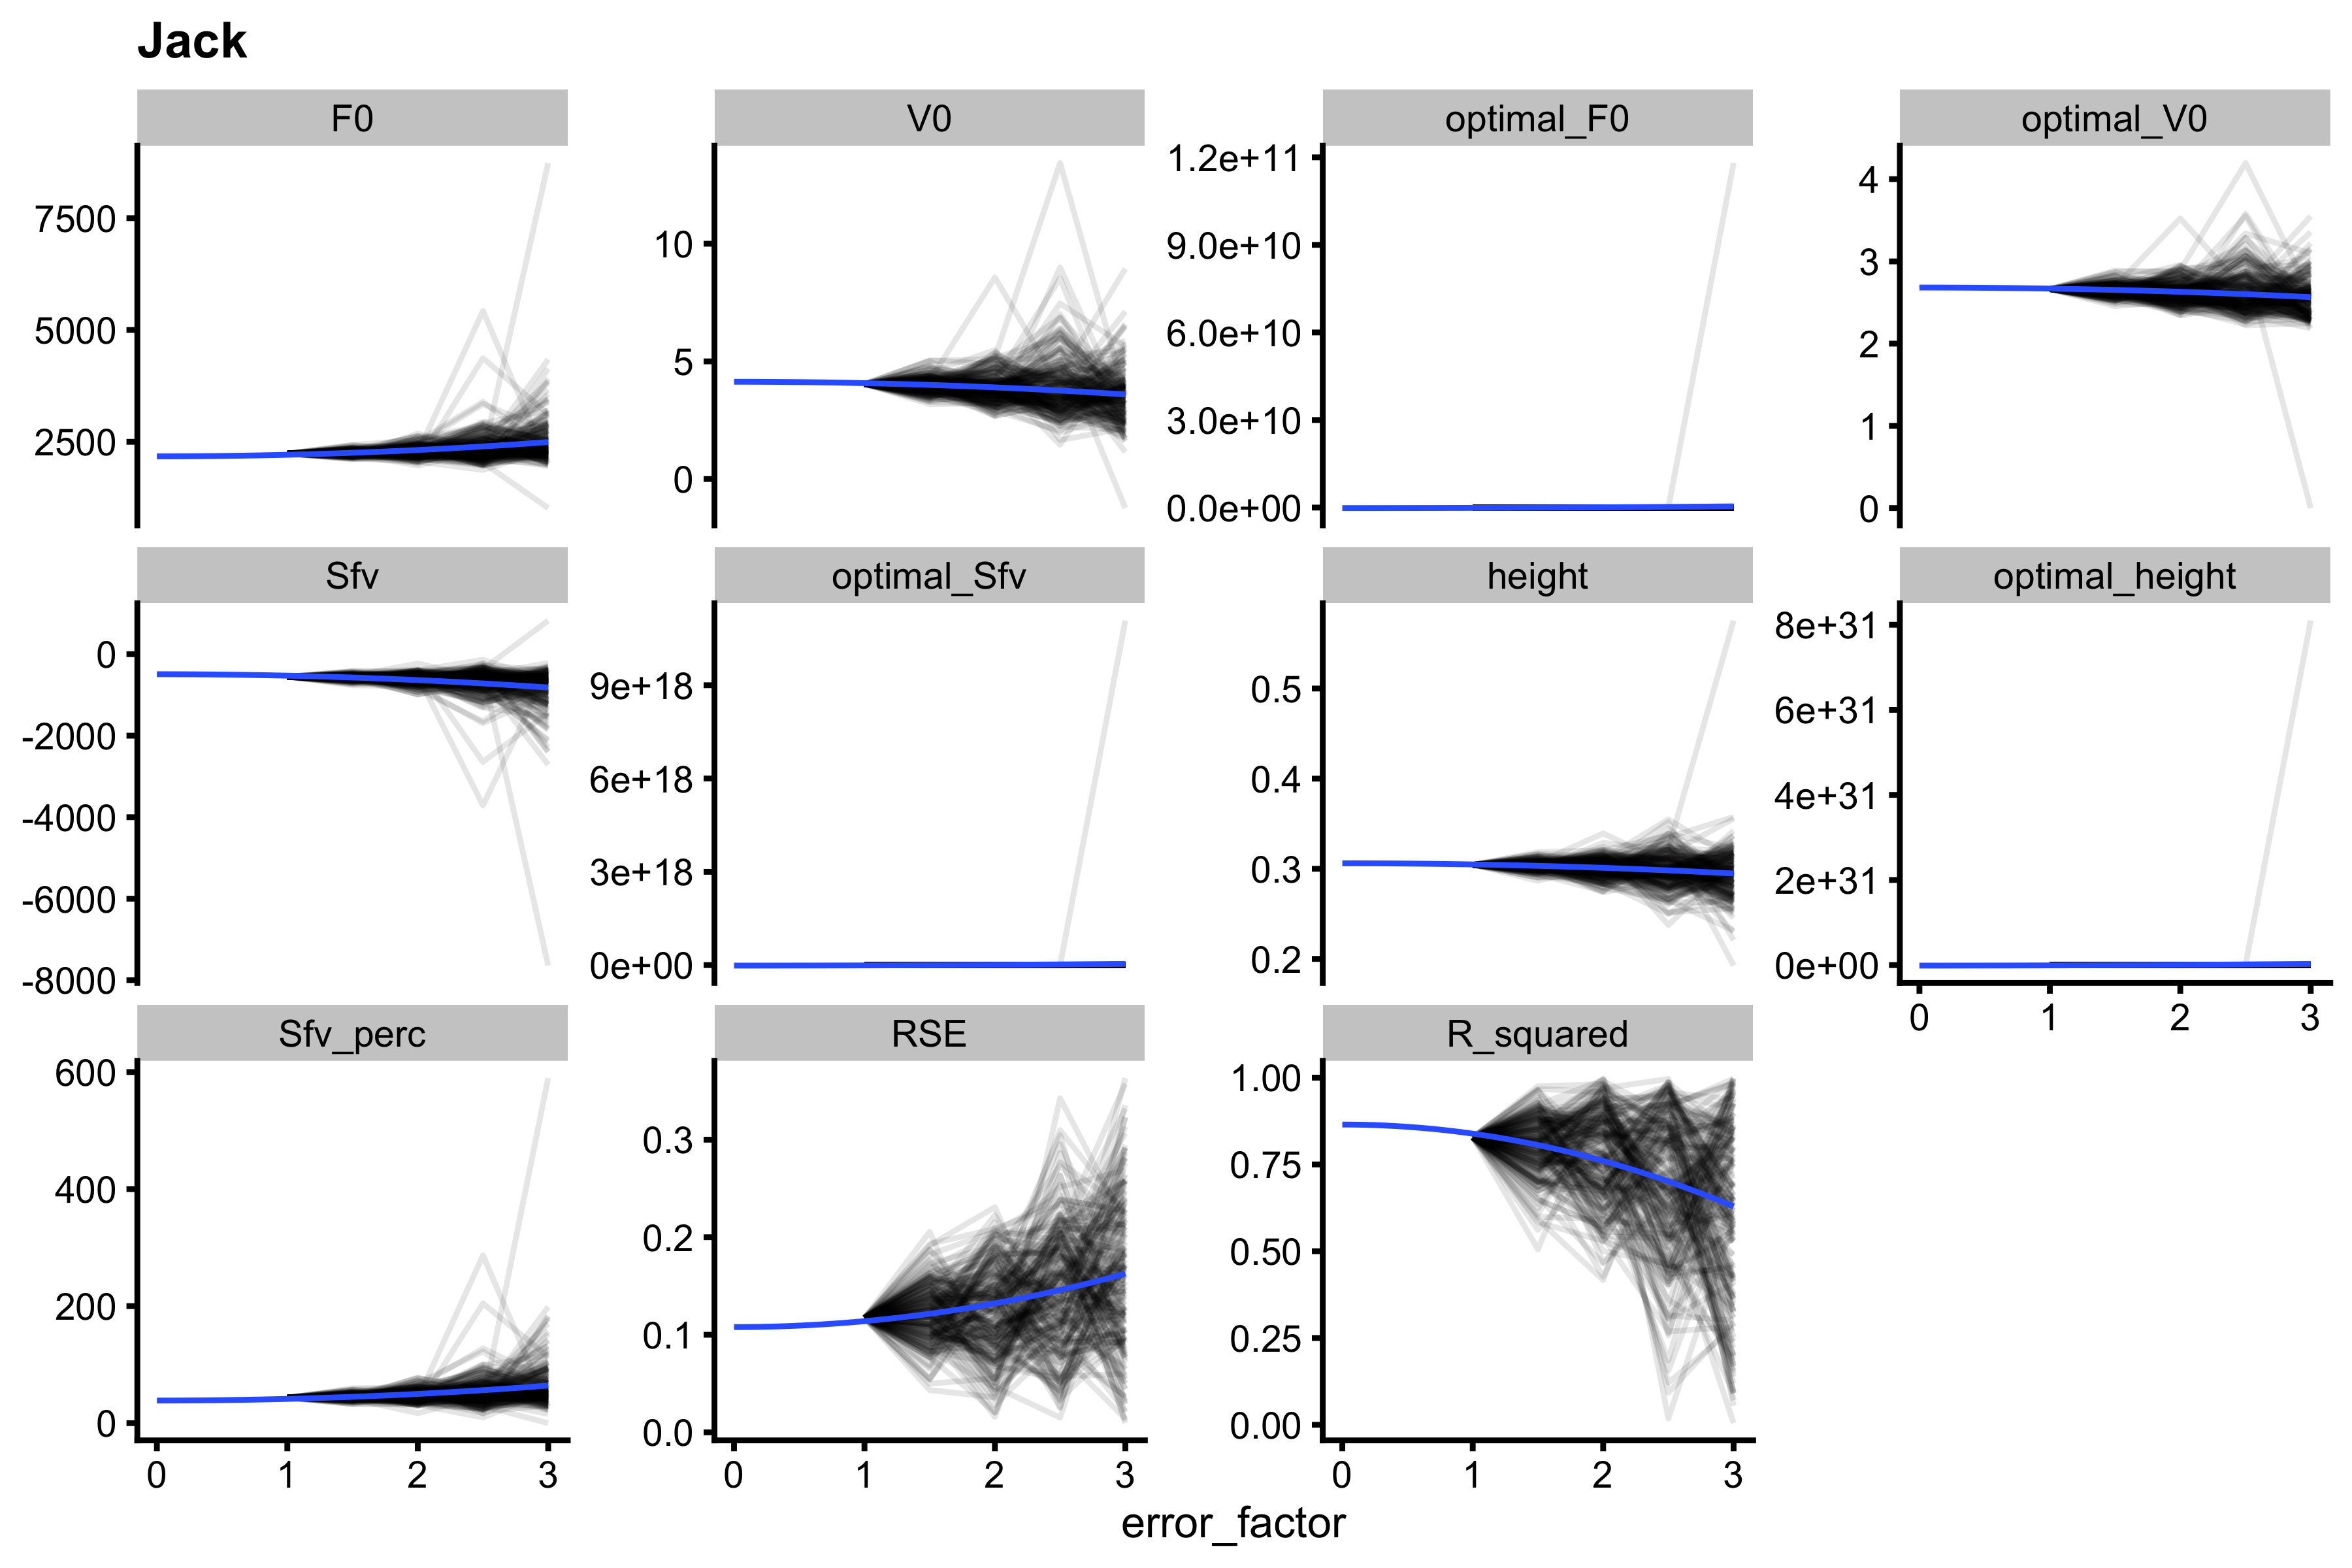 Jack
F0
V0
optimal_F0
optimal_V0
7500
5000
2500
10
5
0
1.2e+11
9.0e+10
6.0e+10
3.0e+10
0.0e+00
4
3
2
1
0
Sfv
optimal_Sfv
height
optimal_height
0
-2000
-4000
-6000
-8000
9e+18
6e+18
3e+18
0e+00
0.5
0.4
0.3
0.2
8e+31
6e+31
4e+31
2e+31
0e+00
0 1 2 3
Sfv_perc
RSE
R_squared
600
400
200
0
0.3
0.2
0.1
0.0
1.00
0.75
0.50
0.25
0.00
0 1 2 3
0 1 2 3
0 1 2 3
error_factor